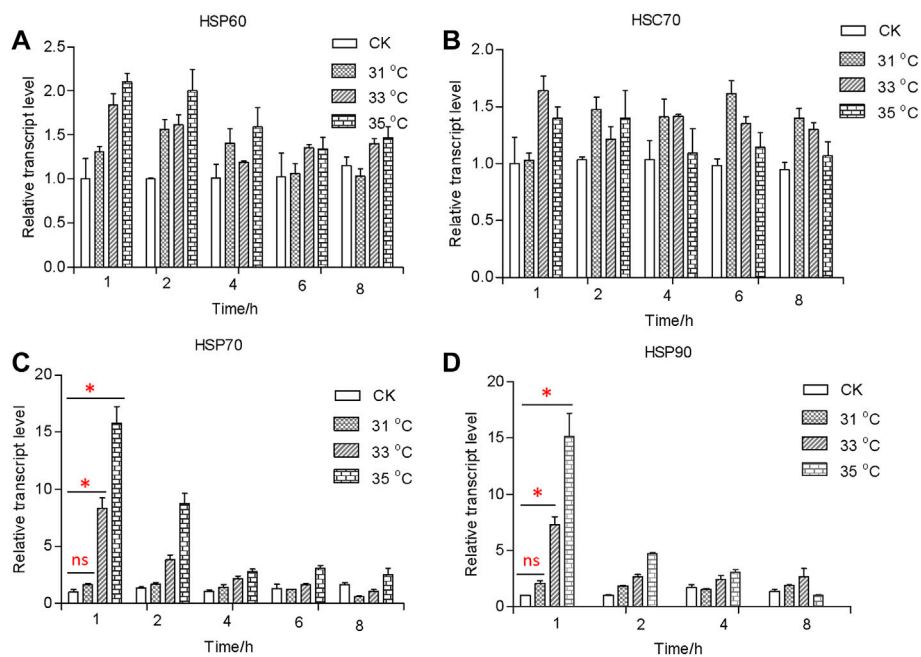 A
HSP60
Relative transcript level
2.5
2.0
1.5
1.0
0.5
0.0
1 2 4 6 8
Time/h
CK
31 °C
33 °C
35 °C
B
HSC70
Relative transcript level
2.0
1.5
1.0
0.5
0.0
1 2 4 6 8
Time/h
CK
31 °C
33 °C
35 °C
C
HSP70
Relative transcript level
20
15
10
5
0
*
*
ns
1 2 4 6 8
Time/h
CK
31 °C
33 °C
35 °C
D
HSP90
Relative transcript level
20
15
10
5
0
*
*
ns
1 2 4 8
Time/h
CK
31 °C
33 °C
35 °C